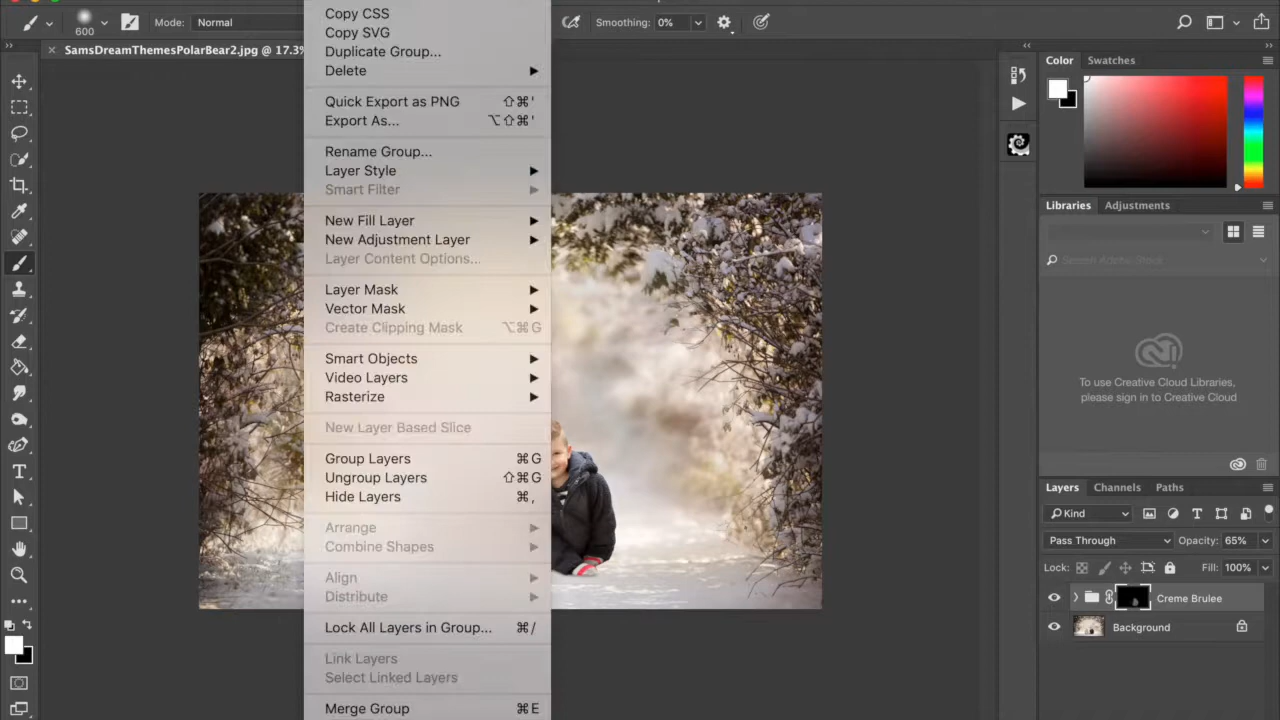 Mode: Normal
600
Smoothing: 0%
SamsDreamThemesPolarBear2.jpg @ 17.3%
Copy CSS
Copy SVG
Duplicate Group...
Delete
Quick Export as PNG ⇧⌘'
Export As... ⌥⇧⌘'
Rename Group...
Layer Style
Smart Filter
New Fill Layer
New Adjustment Layer
Layer Content Options...
Layer Mask
Vector Mask
Create Clipping Mask ⌥⌘G
Smart Objects
Video Layers
Rasterize
New Layer Based Slice
Group Layers ⌘G
Ungroup Layers ⇧⌘G
Hide Layers ⌘,
Arrange
Combine Shapes
Align
Distribute
Lock All Layers in Group... ⌘/
Link Layers
Select Linked Layers
Merge Group ⌘E
Color Swatches
Libraries Adjustments
Search Adobe Stock
To use Creative Cloud Libraries,
please sign in to Creative Cloud
Layers Channels Paths
Kind
Pass Through Opacity: 65%
Lock: Fill: 100%
Creme Brulee
Background